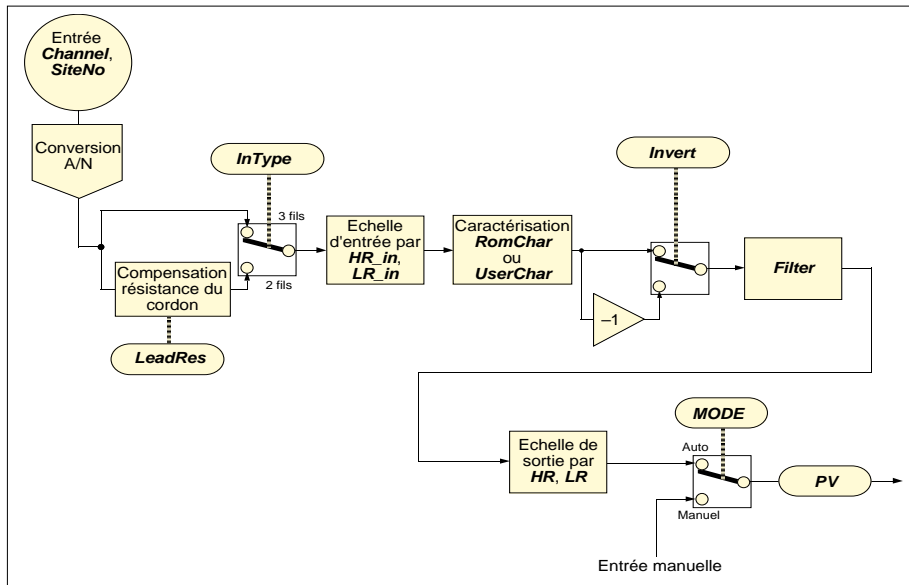 Entrée
Channel,
SiteNo
Conversion
A/N
InType
Invert
3 fils
2 fils
Compensation
résistance du
cordon
LeadRes
Echelle
d'entrée par
HR_in,
LR_in
Caractérisation
RomChar
ou
UserChar
–1
Filter
MODE
Echelle de
sortie par
HR, LR
Auto
Manuel
PV
Entrée manuelle